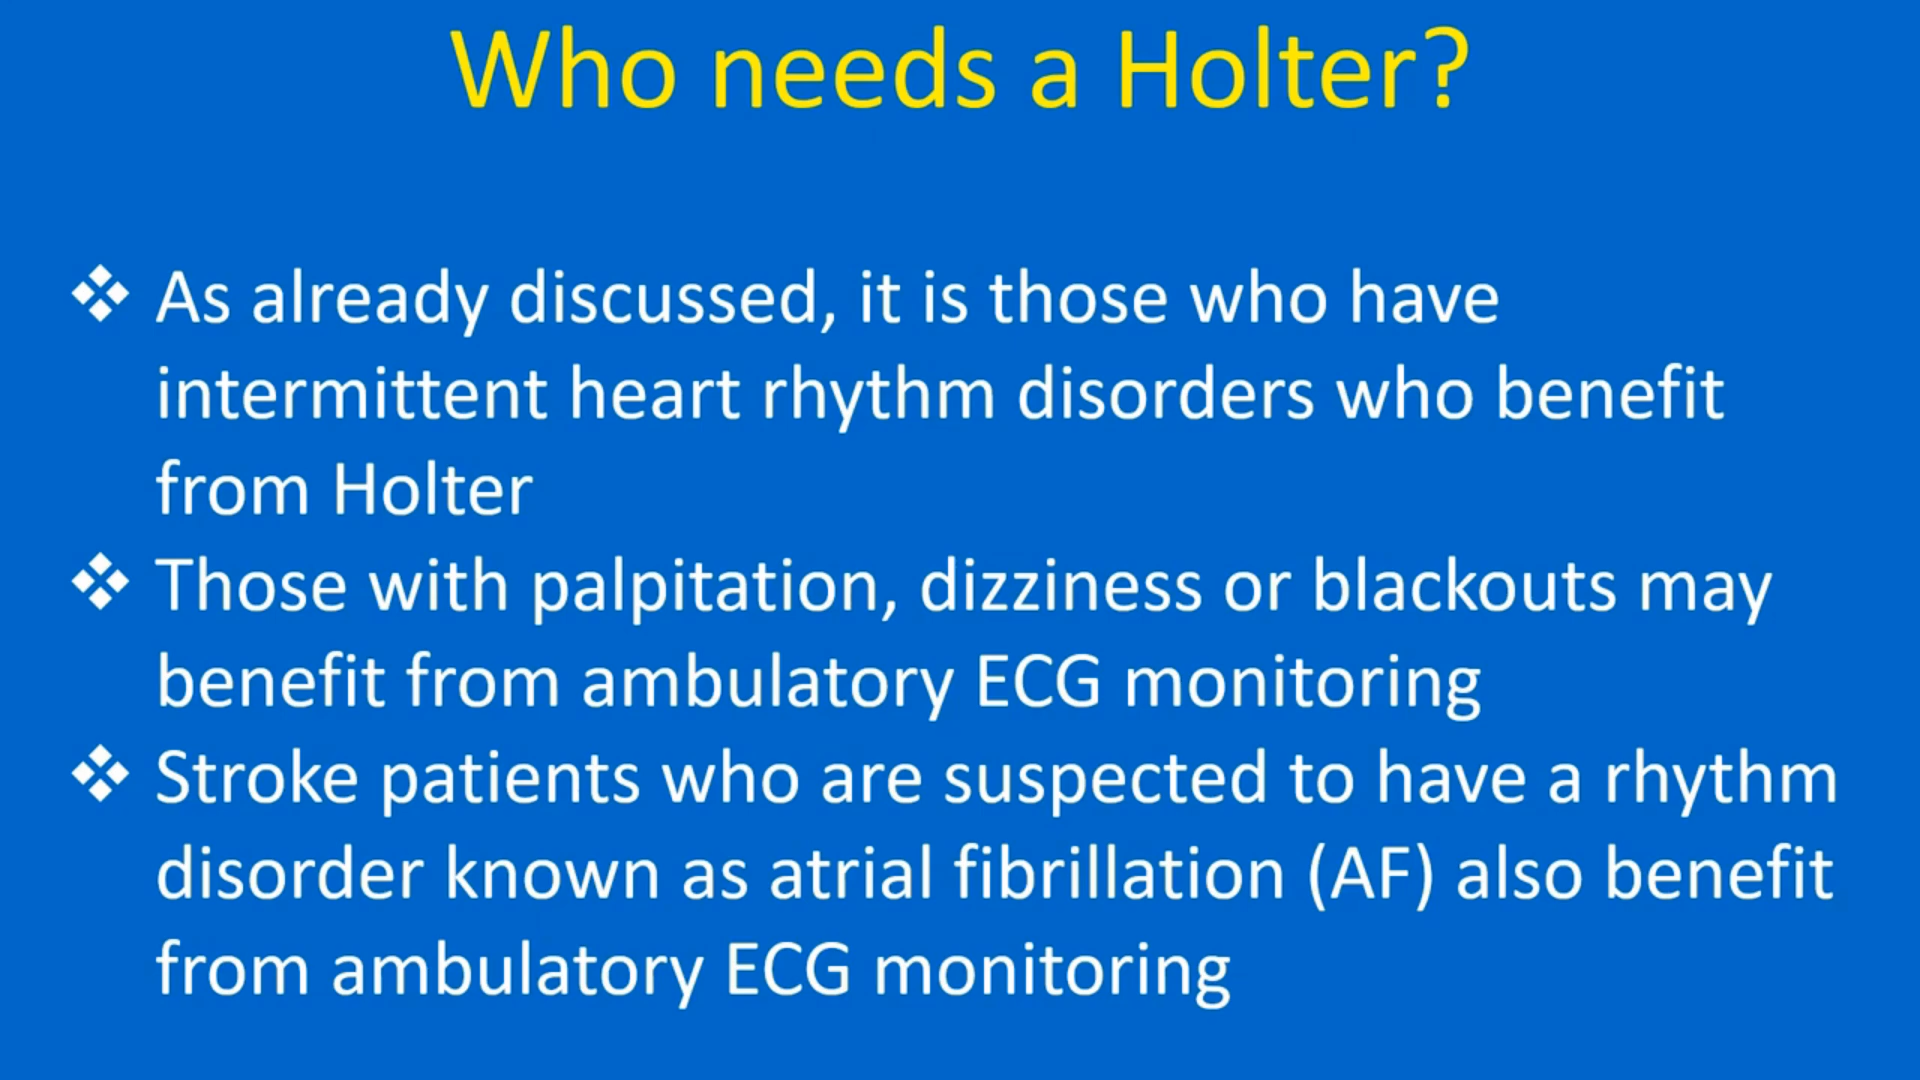 Who needs a Holter?
❖ As already discussed, it is those who have
intermittent heart rhythm disorders who benefit
from Holter
❖ Those with palpitation, dizziness or blackouts may
benefit from ambulatory ECG monitoring
❖ Stroke patients who are suspected to have a rhythm
disorder known as atrial fibrillation (AF) also benefit
from ambulatory ECG monitoring